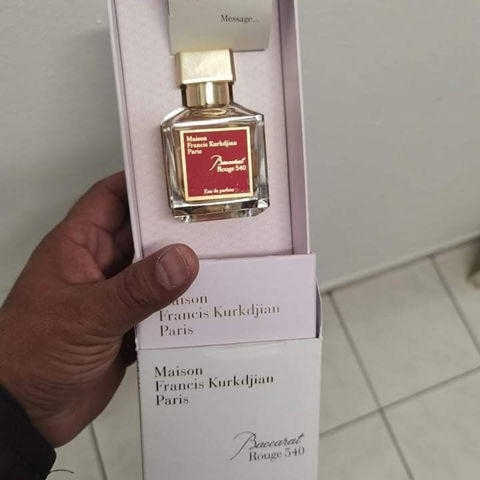 Message...
Maison
Francis Kurkdjian
Paris
Baccarat
Rouge 540
Eau de parfum
Maison
Francis Kurkdjian
Paris
Maison
Francis Kurkdjian
Paris
Baccarat
Rouge 540